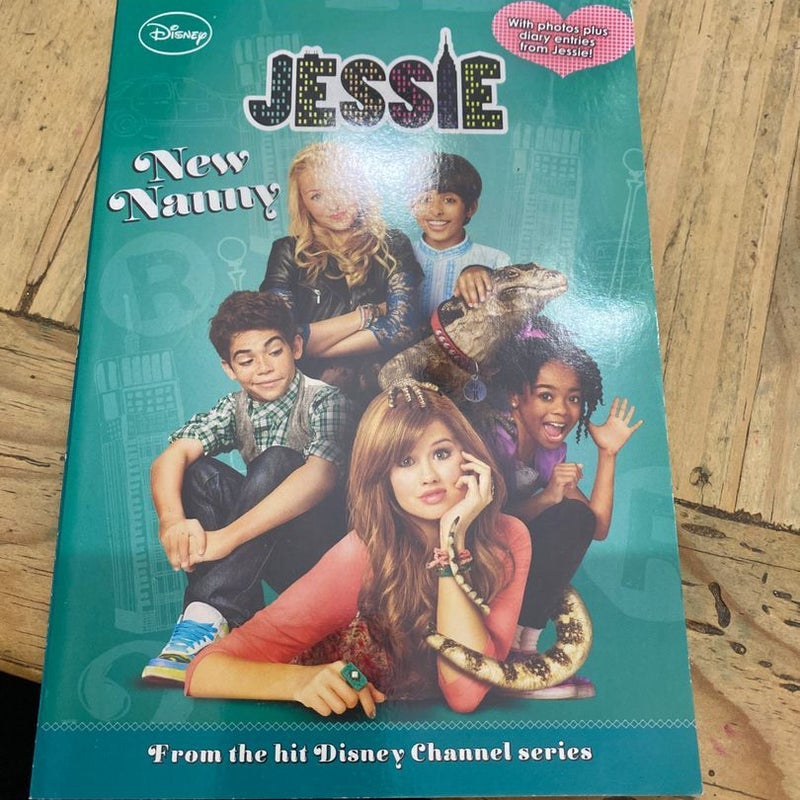 Disney
JESSIE
With photos plus
diary entries
from Jessie!
New
Nanny
From the hit Disney Channel series